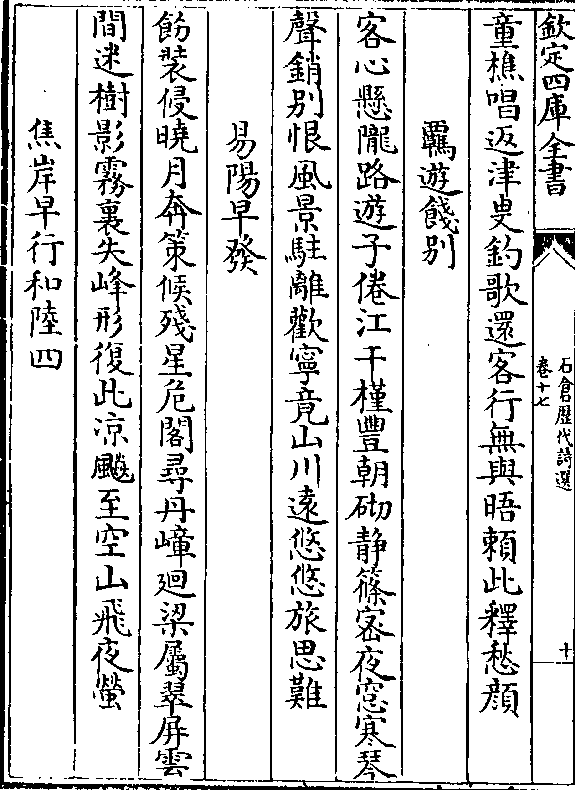 欽定四庫全書
石倉歷代詩選
卷十七
十
童樵唱返津叟釣歌還客行無與晤賴此釋愁顔
羈遊餞别
客心懸隴路遊子倦江干槿豐朝砌静篠宻夜窓寒琴
聲銷别恨風景駐離歡寧竟山川遠悠悠旅思難
易陽早發
飭装侵曉月奔策候殘星危閣尋丹嶂廻梁屬翠屏雲
間迷樹影霧裏失峰形復此凉飈至空山飛夜螢
焦岸早行和陸四